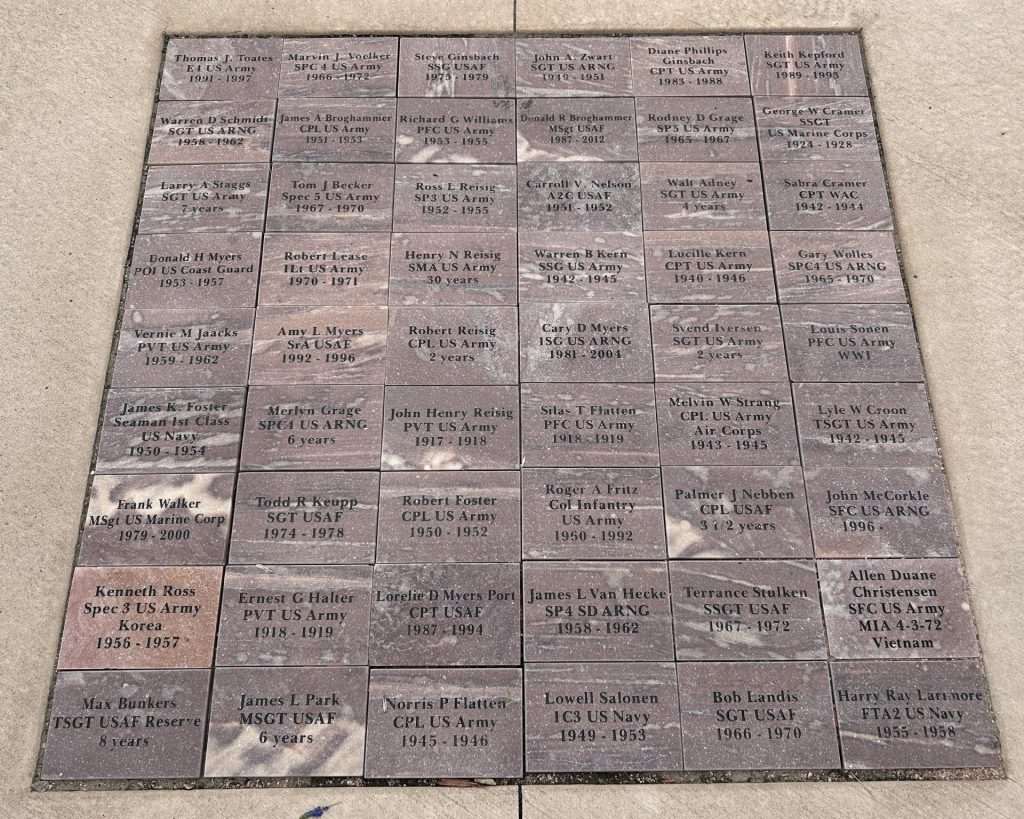 Thomas J. Toates
E4 US Army
1991 - 1997
Marvin J. Voelker
SPC 4 US Army
1966 - 1972
Steve Ginsbach
SSG USAF
1975 - 1979
John A. Zwart
SGT US ARNG
1949 - 1951
Diane Phillips
Ginsbach
CPT US Army
1983 - 1988
Keith Kepford
SGT US Army
1989 - 1993
Warren D Schmidt
SGT US ARNG
1958 - 1962
James A Broghammer
CPL US Army
1951 - 1953
Richard G Williams
PFC US Army
1953 - 1955
Donald R Broghammer
MSgt USAF
1987 - 2012
Rodney D Grage
SP5 US Army
1965 - 1967
George W Cramer
SSGT
US Marine Corps
1924 - 1928
Larry A Staggs
SGT US Army
7 years
Tom J Becker
Spec 5 US Army
1967 - 1970
Ross L Reisig
SP3 US Army
1952 - 1955
Carroll V. Nelson
A2C USAF
1951 - 1952
Walt Adney
SGT US Army
4 years
Sabra Cramer
CPT WAC
1942 - 1944
Donald H Myers
PO1 US Coast Guard
1953 - 1957
Robert Lease
1Lt US Army
1970 - 1971
Henry N Reisig
SMA US Army
30 years
Warren B Kern
SSG US Army
1942 - 1945
Lucille Kern
CPT US Army
1940 - 1946
Gary Wolles
SPC4 US ARNG
1965 - 1970
Vernie M Jaacks
PVT US Army
1959 - 1962
Amy L Myers
SrA USAF
1992 - 1996
Robert Reisig
CPL US Army
2 years
Cary D Myers
1SG US ARNG
1981 - 2004
Svend Iversen
SGT US Army
2 years
Louis Sonen
PFC US Army
WWI
James K. Foster
Seaman 1st Class
US Navy
1950 - 1954
Merlyn Grage
SPC4 US ARNG
6 years
John Henry Reisig
PVT US Army
1917 - 1918
Silas T Flatten
PFC US Army
1918 - 1919
Melvin W Strang
CPL US Army
Air Corps
1943 - 1945
Lyle W Croon
TSGT US Army
1942 - 1945
Frank Walker
MSgt US Marine Corp
1979 - 2000
Todd R Keupp
SGT USAF
1974 - 1978
Robert Foster
CPL US Army
1950 - 1952
Roger A Fritz
Col Infantry
US Army
1960 - 1992
Palmer J Nebben
CPL USAF
3 1/2 years
John McCorkle
SFC US ARNG
1996 -
Kenneth Ross
Spec 3 US Army
Korea
1956 - 1957
Ernest G Halter
PVT US Army
1918 - 1919
Lorelie D Myers Port
CPT USAF
1987 - 1994
James L Van Hecke
SP4 SD ARNG
1958 - 1962
Terrance Stulken
SSGT USAF
1967 - 1972
Allen Duane
Christensen
SFC US Army
MIA 4-3-72
Vietnam
Max Bunkers
TSGT USAF Reserve
8 years
James L Park
MSGT USAF
6 years
Norris P Flatten
CPL US Army
1945 - 1946
Lowell Salonen
1C3 US Navy
1949 - 1953
Bob Landis
SGT USAF
1966 - 1970
Harry Ray Larimore
FTA2 US Navy
1955 - 1958